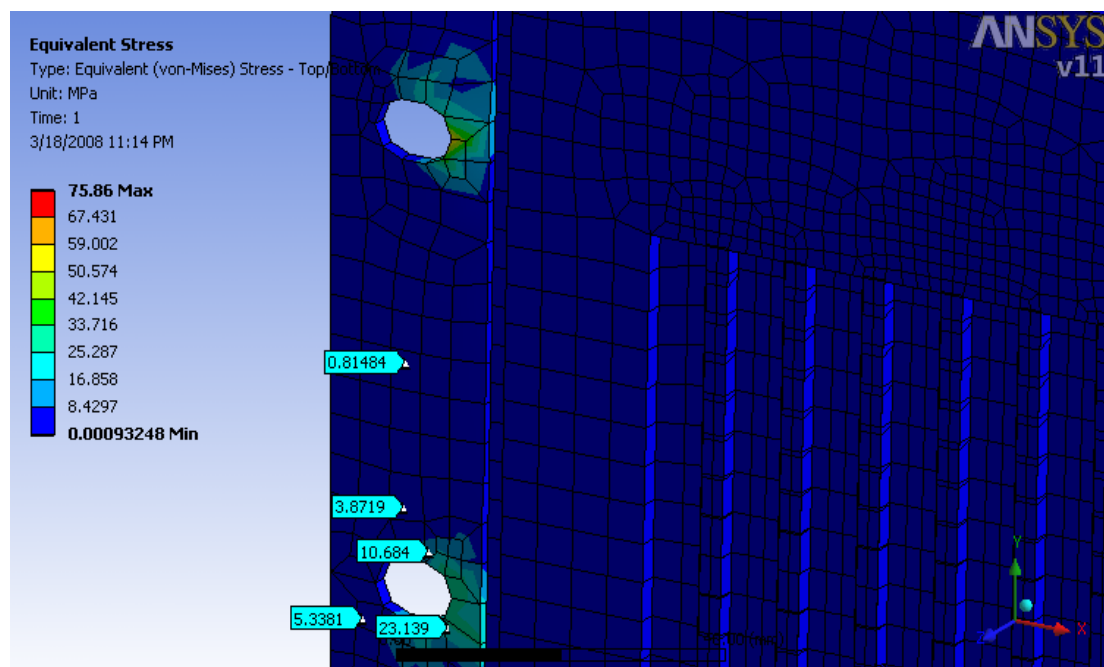 Equivalent Stress
Type: Equivalent (von-Mises) Stress - Top/Bottom
Unit: MPa
Time: 1
3/18/2008 11:14 PM
ANSYS
v11
75.86 Max
67.431
59.002
50.574
42.145
33.716
25.287
16.858
8.4297
0.00093248 Min
0.81484
3.8719
10.684
5.3381
23.139
Y
X